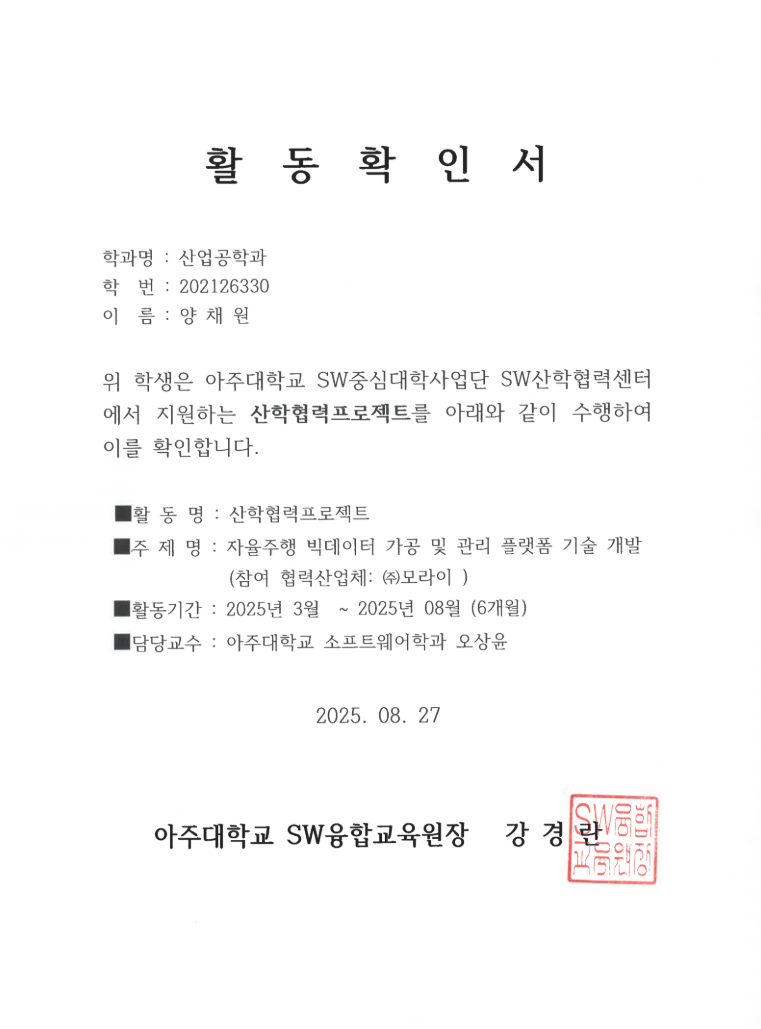 활 동 확 인 서
학과명 : 산업공학과
학 번 : 202126330
이 름 : 양 채 원
위 학생은 아주대학교 SW중심대학사업단 SW산학협력센터
에서 지원하는 산학협력프로젝트를 아래와 같이 수행하여
이를 확인합니다.
■활 동 명 : 산학협력프로젝트
■주 제 명 : 자율주행 빅데이터 가공 및 관리 플랫폼 기술 개발
(참여 협력산업체: ㈜모라이 )
■활동기간 : 2025년 3월 ~ 2025년 08월 (6개월)
■담당교수 : 아주대학교 소프트웨어학과 오상윤
2025. 08. 27
아주대학교 SW융합교육원장 강 경 란
SW융합
교육원장